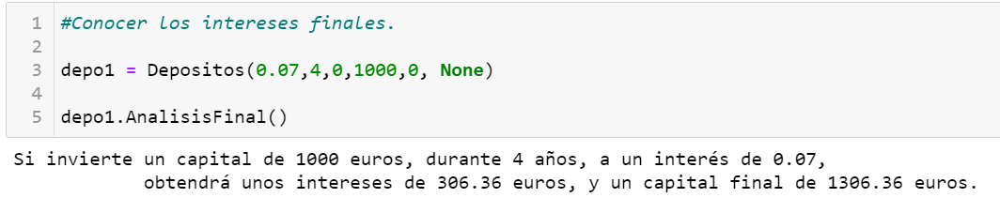 1 #Conocer los intereses finales.
2
3 depo1 = Depositos(0.07,4,0,1000,0, None)
4
5 depo1.AnalisisFinal()
Si invierte un capital de 1000 euros, durante 4 años, a un interés de 0.07,
obtendrá unos intereses de 306.36 euros, y un capital final de 1306.36 euros.